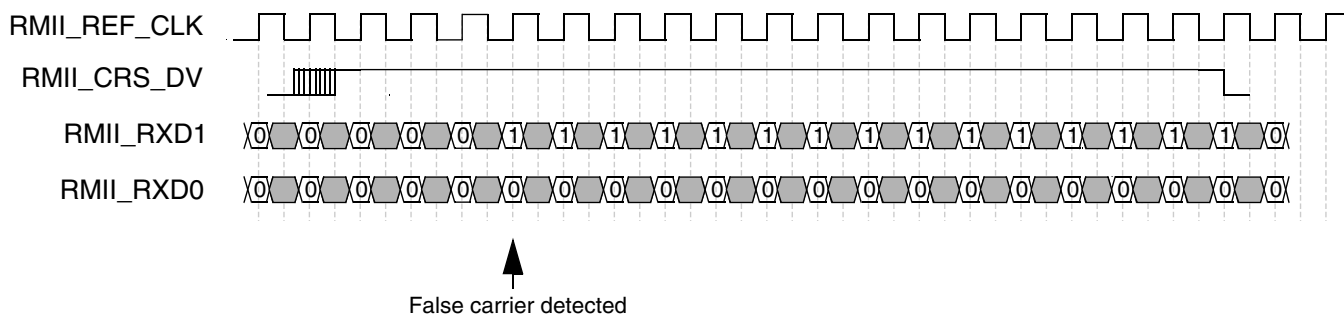 RMII_REF_CLK
RMII_CRS_DV
RMII_RXD1 0 0 0 0 0 1 1 1 1 1 1 1 1 1 1 1 1 1 1 1 0
RMII_RXD0 0 0 0 0 0 0 0 0 0 0 0 0 0 0 0 0 0 0 0 0 0
False carrier detected